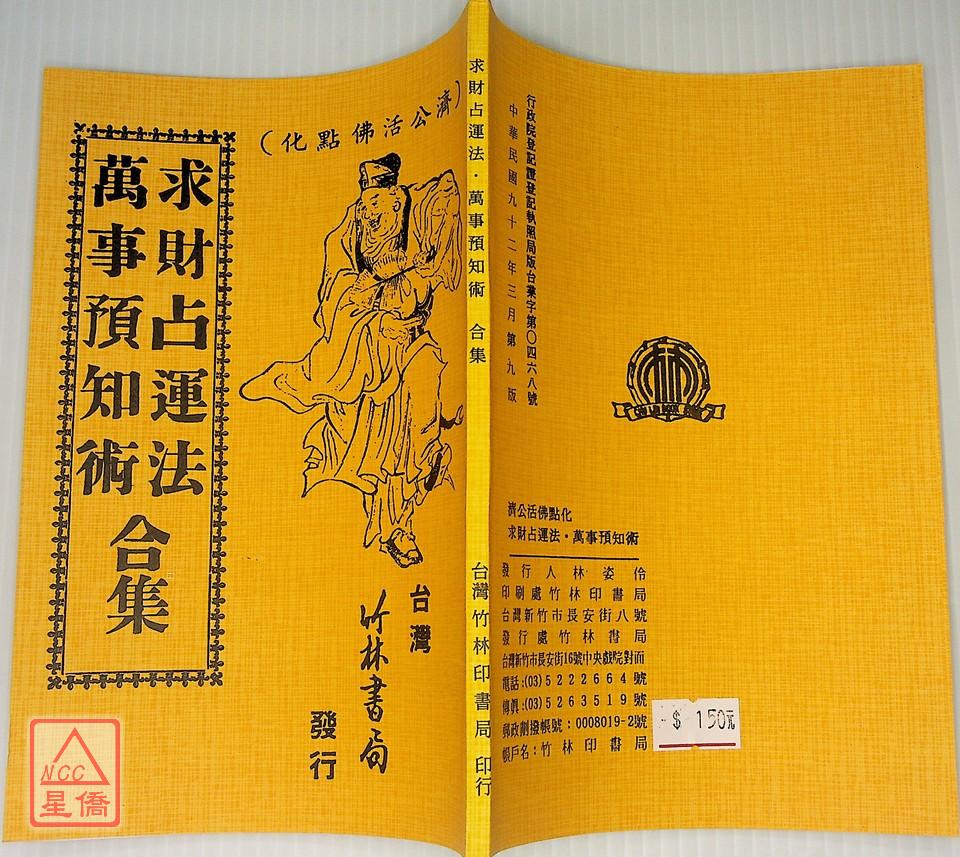 （濟公活佛點化）
求財占運法
萬事預知術
合集
台灣
竹林書局
發行
求財占運法・萬事預知術 合集
台灣竹林印書局 印行
行政院登記證登記執照局版台業字第〇四六八號
中華民國九十二年三月第九版
濟公活佛點化
求財占運法・萬事預知術
發行人林姿伶
印刷處竹林印書局
台灣新竹市長安街八號
發行處竹林書局
台灣新竹市長安街16號中央戲院對面
電話:(03)5222664號
傳真:(03)5263519號
郵政劃撥帳號：0008019-2號
帳戶名：竹林印書局
$ 150元
NCC
星僑